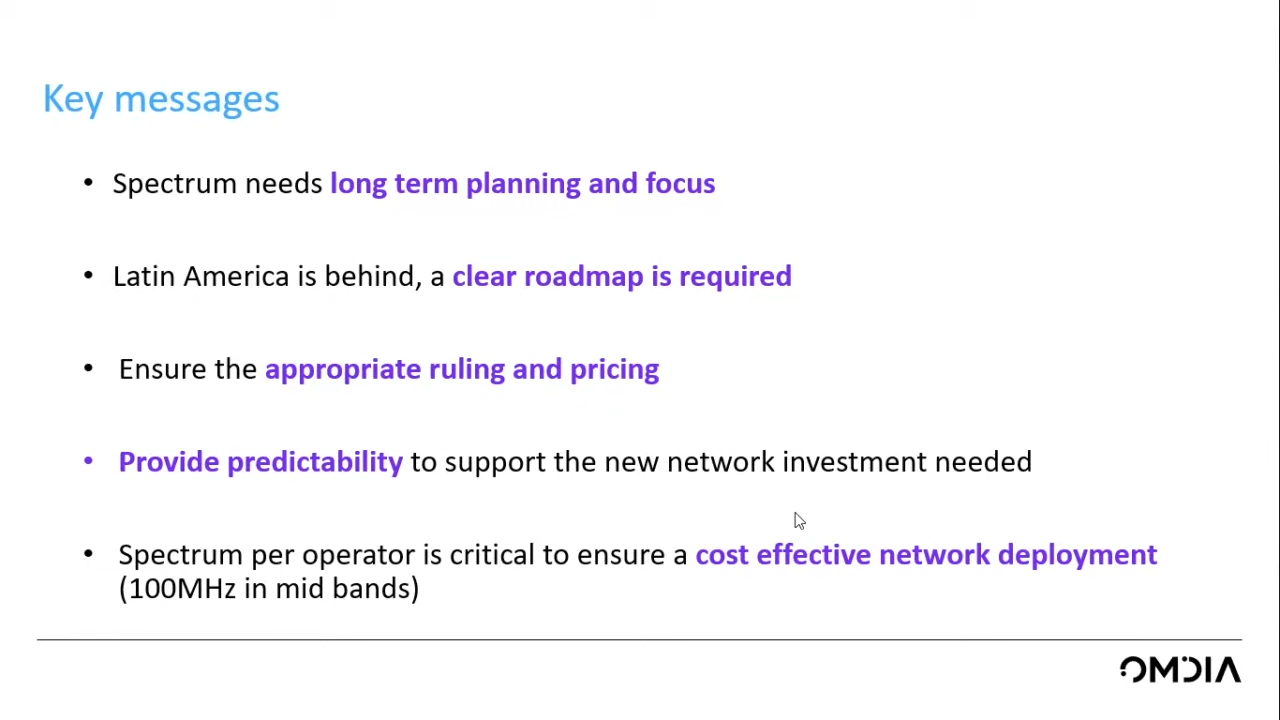 Key messages
• Spectrum needs long term planning and focus
• Latin America is behind, a clear roadmap is required
• Ensure the appropriate ruling and pricing
• Provide predictability to support the new network investment needed
• Spectrum per operator is critical to ensure a cost effective network deployment
(100MHz in mid bands)
OMDIA